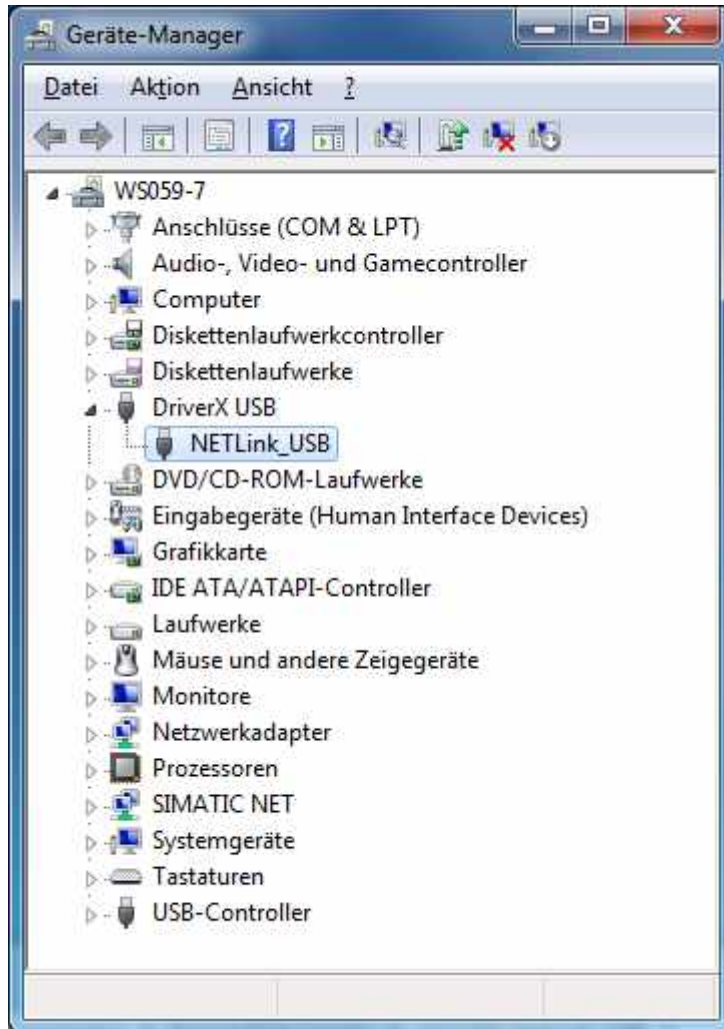 Geräte-Manager
Datei Aktion Ansicht ?
WS059-7
Anschlüsse (COM & LPT)
Audio-, Video- und Gamecontroller
Computer
Diskettenlaufwerkcontroller
Diskettenlaufwerke
DriverX USB
NETLink_USB
DVD/CD-ROM-Laufwerke
Eingabegeräte (Human Interface Devices)
Grafikkarte
IDE ATA/ATAPI-Controller
Laufwerke
Mäuse und andere Zeigegeräte
Monitore
Netzwerkadapter
Prozessoren
SIMATIC NET
Systemgeräte
Tastaturen
USB-Controller